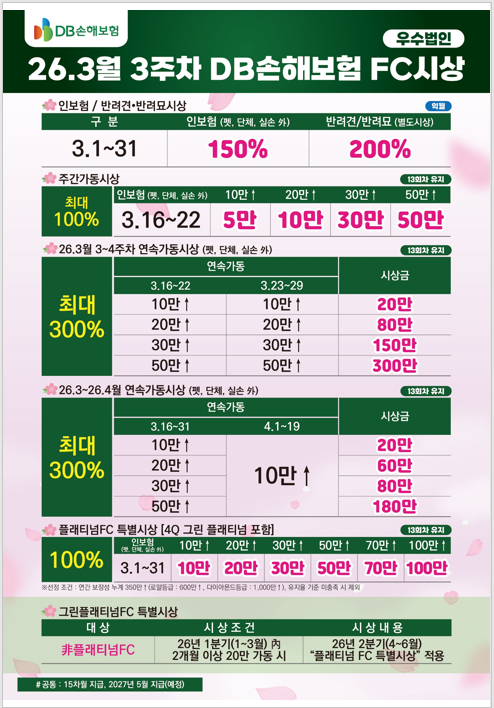 DB손해보험
우수법인
26.3월 3주차 DB손해보험 FC시상
인보험 / 반려견•반려묘시상
익월
구 분 인보험 (펫, 단체, 실손 外) 반려견/반려묘 (별도시상)
3.1~31 150% 200%
주간가동시상
13회차 유지
최대 100%
인보험 (펫, 단체, 실손 外) 10만↑ 20만↑ 30만↑ 50만↑
3.16~22 5만 10만 30만 50만
26.3월 3~4주차 연속가동시상 (펫, 단체, 실손 外)
13회차 유지
최대 300%
연속가동 시상금
3.16~22 3.23~29
10만↑ 10만↑ 20만
20만↑ 20만↑ 80만
30만↑ 30만↑ 150만
50만↑ 50만↑ 300만
26.3~26.4월 연속가동시상 (펫, 단체, 실손 外)
13회차 유지
최대 300%
연속가동 시상금
3.16~31 4.1~19
10만↑ 20만
20만↑ 60만
10만↑
30만↑ 80만
50만↑ 180만
플래티넘FC 특별시상 [4Q 그린 플래티넘 포함]
13회차 유지
100%
인보험 (펫, 단체, 실손 外) 10만↑ 20만↑ 30만↑ 50만↑ 70만↑ 100만↑
3.1~31 10만 20만 30만 50만 70만 100만
※선정 조건 : 연간 보장성 누계 350만↑(로얄등급 : 600만↑, 다이아몬드등급 : 1,000만↑), 유지율 기준 미충족 시 제외
그린플래티넘FC 특별시상
대 상 시 상 조 건 시 상 내 용
非플래티넘FC
26년 1분기(1~3월) 內
2개월 이상 20만 가동 시
26년 2분기(4~6월)
“플래티넘 FC 특별시상” 적용
#공통 : 15차월 지급, 2027년 5월 지급(예정)